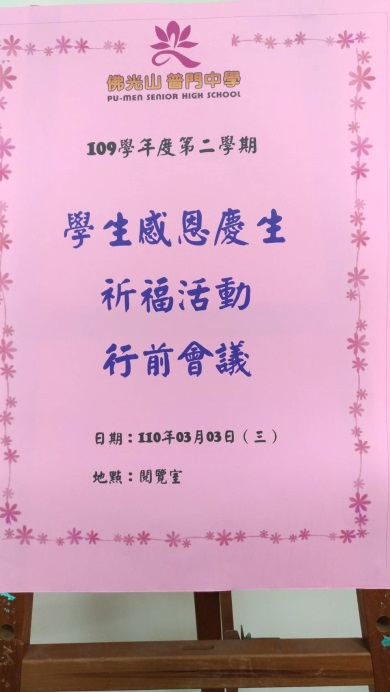 佛光山 普門中學
PU-MEN SENIOR HIGH SCHOOL
109學年度第二學期
學生感恩慶生
祈福活動
行前會議
日期：110年03月03日（三）
地點：閱覽室